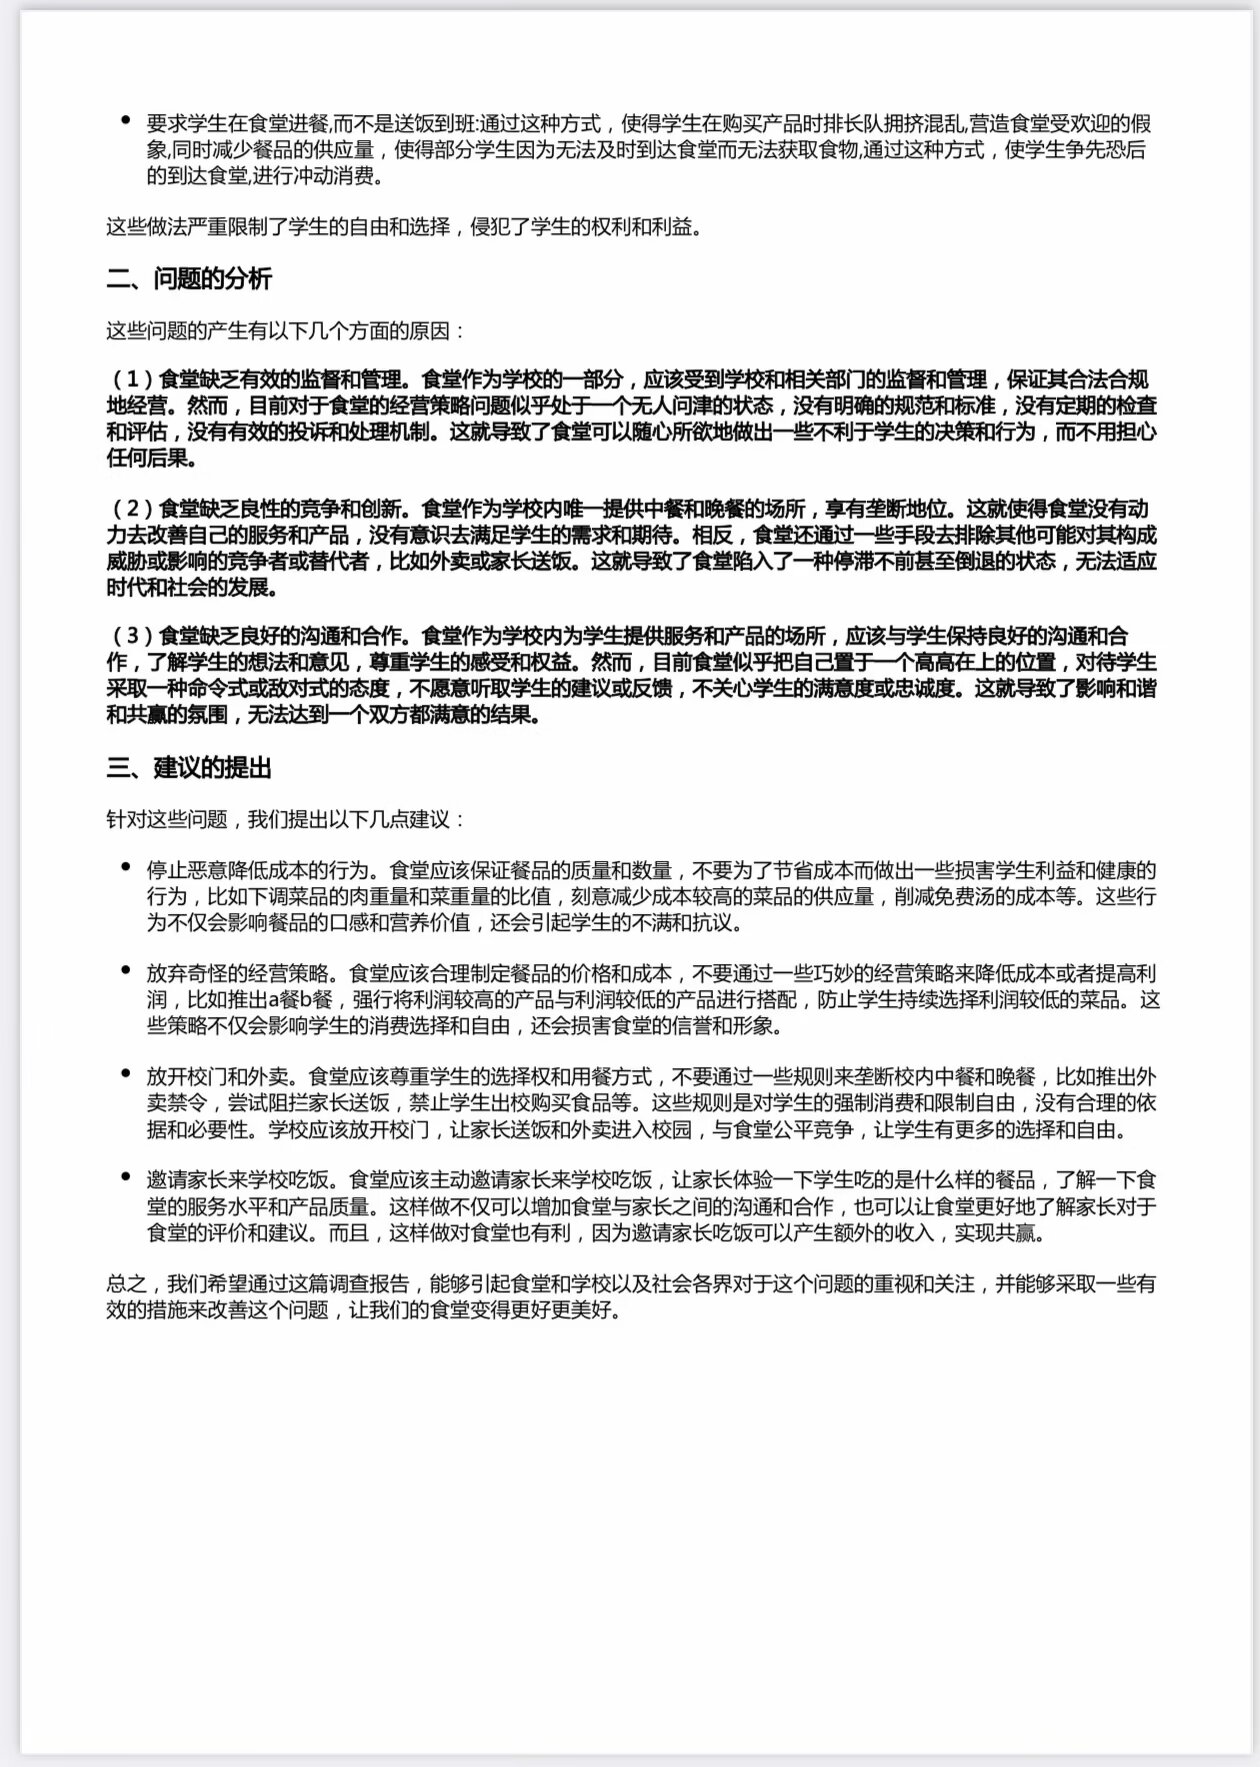 要求学生在食堂进餐,而不是送饭到班:通过这种方式，使得学生在购买产品时排长队拥挤混乱,营造食堂受欢迎的假
象,同时减少餐品的供应量，使得部分学生因为无法及时到达食堂而无法获取食物,通过这种方式，使学生争先恐后
的到达食堂,进行冲动消费。
这些做法严重限制了学生的自由和选择，侵犯了学生的权利和利益。
二、问题的分析
这些问题的产生有以下几个方面的原因：
（1）食堂缺乏有效的监督和管理。食堂作为学校的一部分，应该受到学校和相关部门的监督和管理，保证其合法合规
地经营。然而，目前对于食堂的经营策略问题似乎处于一个无人问津的状态，没有明确的规范和标准，没有定期的检查
和评估，没有有效的投诉和处理机制。这就导致了食堂可以随心所欲地做出一些不利于学生的决策和行为，而不用担心
任何后果。
（2）食堂缺乏良性的竞争和创新。食堂作为学校内唯一提供中餐和晚餐的场所，享有垄断地位。这就使得食堂没有动
力去改善自己的服务和产品，没有意识去满足学生的需求和期待。相反，食堂还通过一些手段去排除其他可能对其构成
威胁或影响的竞争者或替代者，比如外卖或家长送饭。这就导致了食堂陷入了一种停滞不前甚至倒退的状态，无法适应
时代和社会的发展。
（3）食堂缺乏良好的沟通和合作。食堂作为学校内为学生提供服务和产品的场所，应该与学生保持良好的沟通和合
作，了解学生的想法和意见，尊重学生的感受和权益。然而，目前食堂似乎把自己置于一个高高在上的位置，对待学生
采取一种命令式或敌对式的态度，不愿意听取学生的建议或反馈，不关心学生的满意度或忠诚度。这就导致了影响和谐
和共赢的氛围，无法达到一个双方都满意的结果。
三、建议的提出
针对这些问题，我们提出以下几点建议：
停止恶意降低成本的行为。食堂应该保证餐品的质量和数量，不要为了节省成本而做出一些损害学生利益和健康的
行为，比如下调菜品的肉重量和菜重量的比值，刻意减少成本较高的菜品的供应量，削减免费汤的成本等。这些行
为不仅会影响餐品的口感和营养价值，还会引起学生的不满和抗议。
放弃奇怪的经营策略。食堂应该合理制定餐品的价格和成本，不要通过一些巧妙的经营策略来降低成本或者提高利
润，比如推出a餐b餐，强行将利润较高的产品与利润较低的产品进行搭配，防止学生持续选择利润较低的菜品。这
些策略不仅会影响学生的消费选择和自由，还会损害食堂的信誉和形象。
放开校门和外卖。食堂应该尊重学生的选择权和用餐方式，不要通过一些规则来垄断校内中餐和晚餐，比如推出外
卖禁令，尝试阻拦家长送饭，禁止学生出校购买食品等。这些规则是对学生的强制消费和限制自由，没有合理的依
据和必要性。学校应该放开校门，让家长送饭和外卖进入校园，与食堂公平竞争，让学生有更多的选择和自由。
邀请家长来学校吃饭。食堂应该主动邀请家长来学校吃饭，让家长体验一下学生吃的是什么样的餐品，了解一下食
堂的服务水平和产品质量。这样做不仅可以增加食堂与家长之间的沟通和合作，也可以让食堂更好地了解家长对于
食堂的评价和建议。而且，这样做对食堂也有利，因为邀请家长吃饭可以产生额外的收入，实现共赢。
总之，我们希望通过这篇调查报告，能够引起食堂和学校以及社会各界对于这个问题的重视和关注，并能够采取一些有
效的措施来改善这个问题，让我们的食堂变得更好更美好。